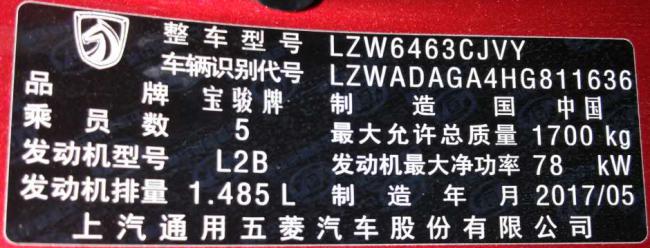 整车型号 LZW6463CJVY
车辆识别代号 LZWADAGA4HG811636
品牌 宝骏牌 制造国 中国
乘员数 5 最大允许总质量 1700 kg
发动机型号 L2B 发动机最大净功率 78 kW
发动机排量 1.485 L 制造年月 2017/05
上汽通用五菱汽车股份有限公司